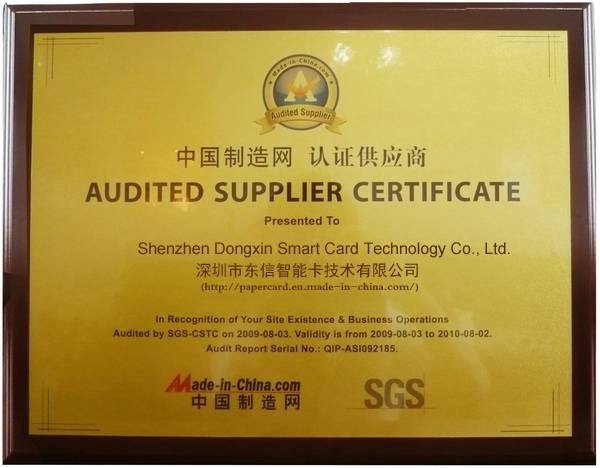 Made-in-China.com
Audited Supplier
中国制造网 认证供应商
AUDITED SUPPLIER CERTIFICATE
Presented To
Shenzhen Dongxin Smart Card Technology Co., Ltd.
深圳市东信智能卡技术有限公司
(http://papercard.en.made-in-china.com/)
In Recognition of Your Site Existence & Business Operations
Audited by SGS-CSTC on 2009-08-03. Validity is from 2009-08-03 to 2010-08-02.
Audit Report Serial No.: QIP-ASI092185.
Made-in-China.com
中国制造网
SGS